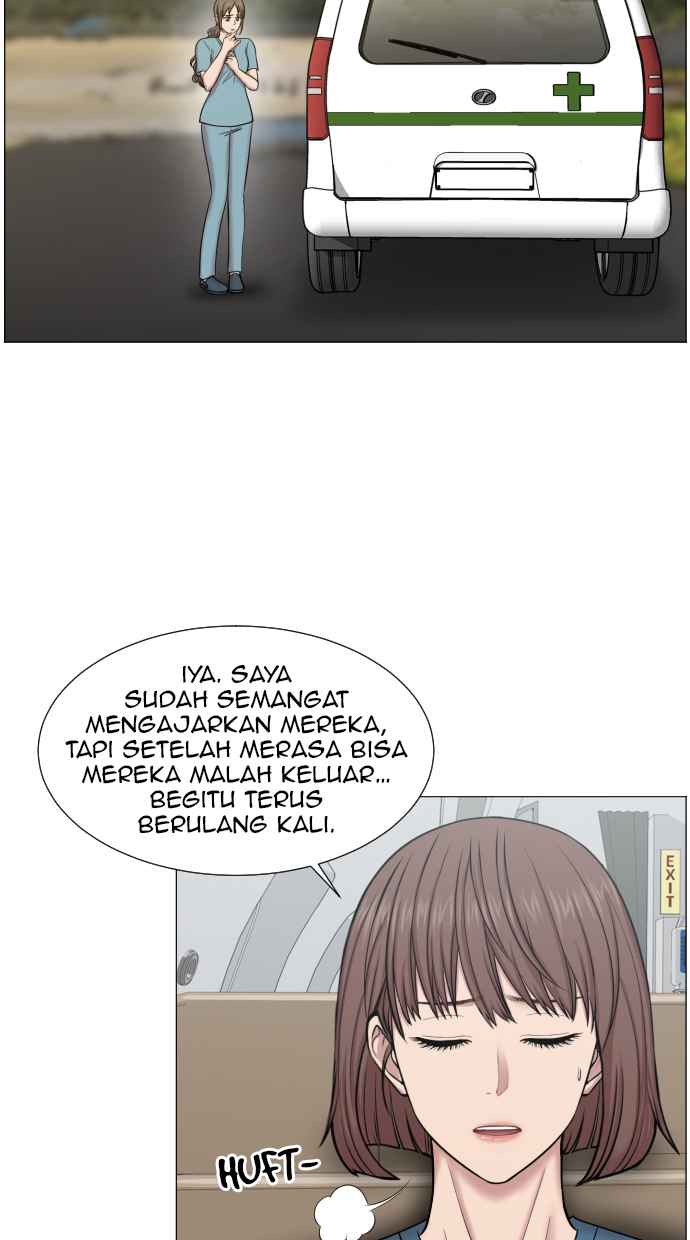 IYA. SAYA
SUDAH SEMANGAT
MENGAJARKAN MEREKA,
TAPI SETELAH MERASA BISA
MEREKA MALAH KELUAR...
BEGITU TERUS
BERULANG KALI.
EXIT
HUFT-